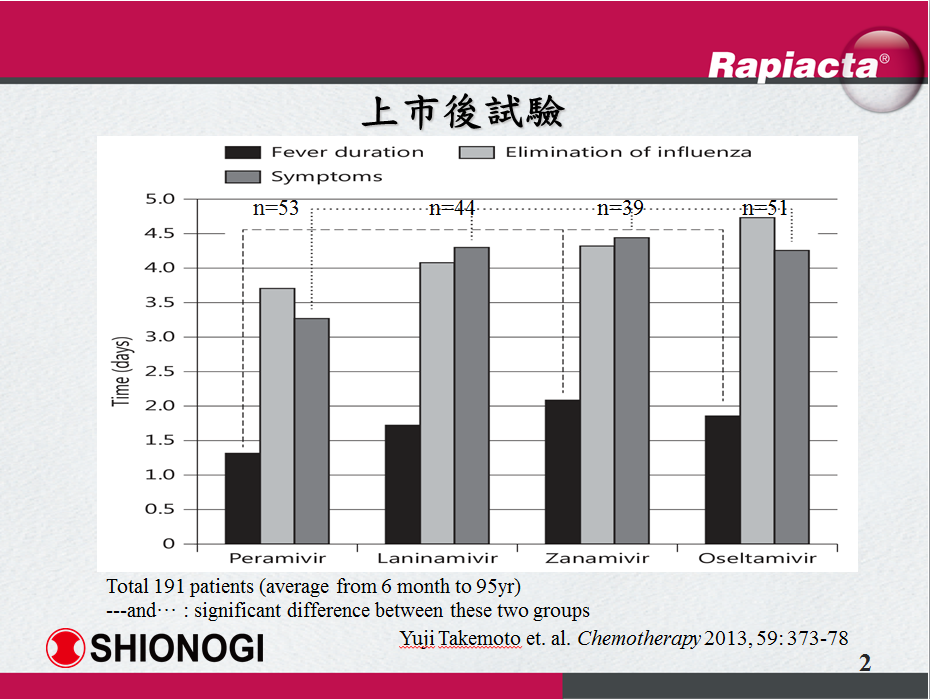 Rapiacta®
上市後試驗
Fever duration Elimination of influenza
Symptoms
5.0
n=53 n=44 n=39 n=51
4.5
4.0
3.5
3.0
2.5
2.0
1.5
1.0
0.5
0
Time (days)
Peramivir Laninamivir Zanamivir Oseltamivir
Total 191 patients (average from 6 month to 95yr)
---and··· : significant difference between these two groups
Yuji Takemoto et. al. Chemotherapy 2013, 59: 373-78
SHIONOGI
2